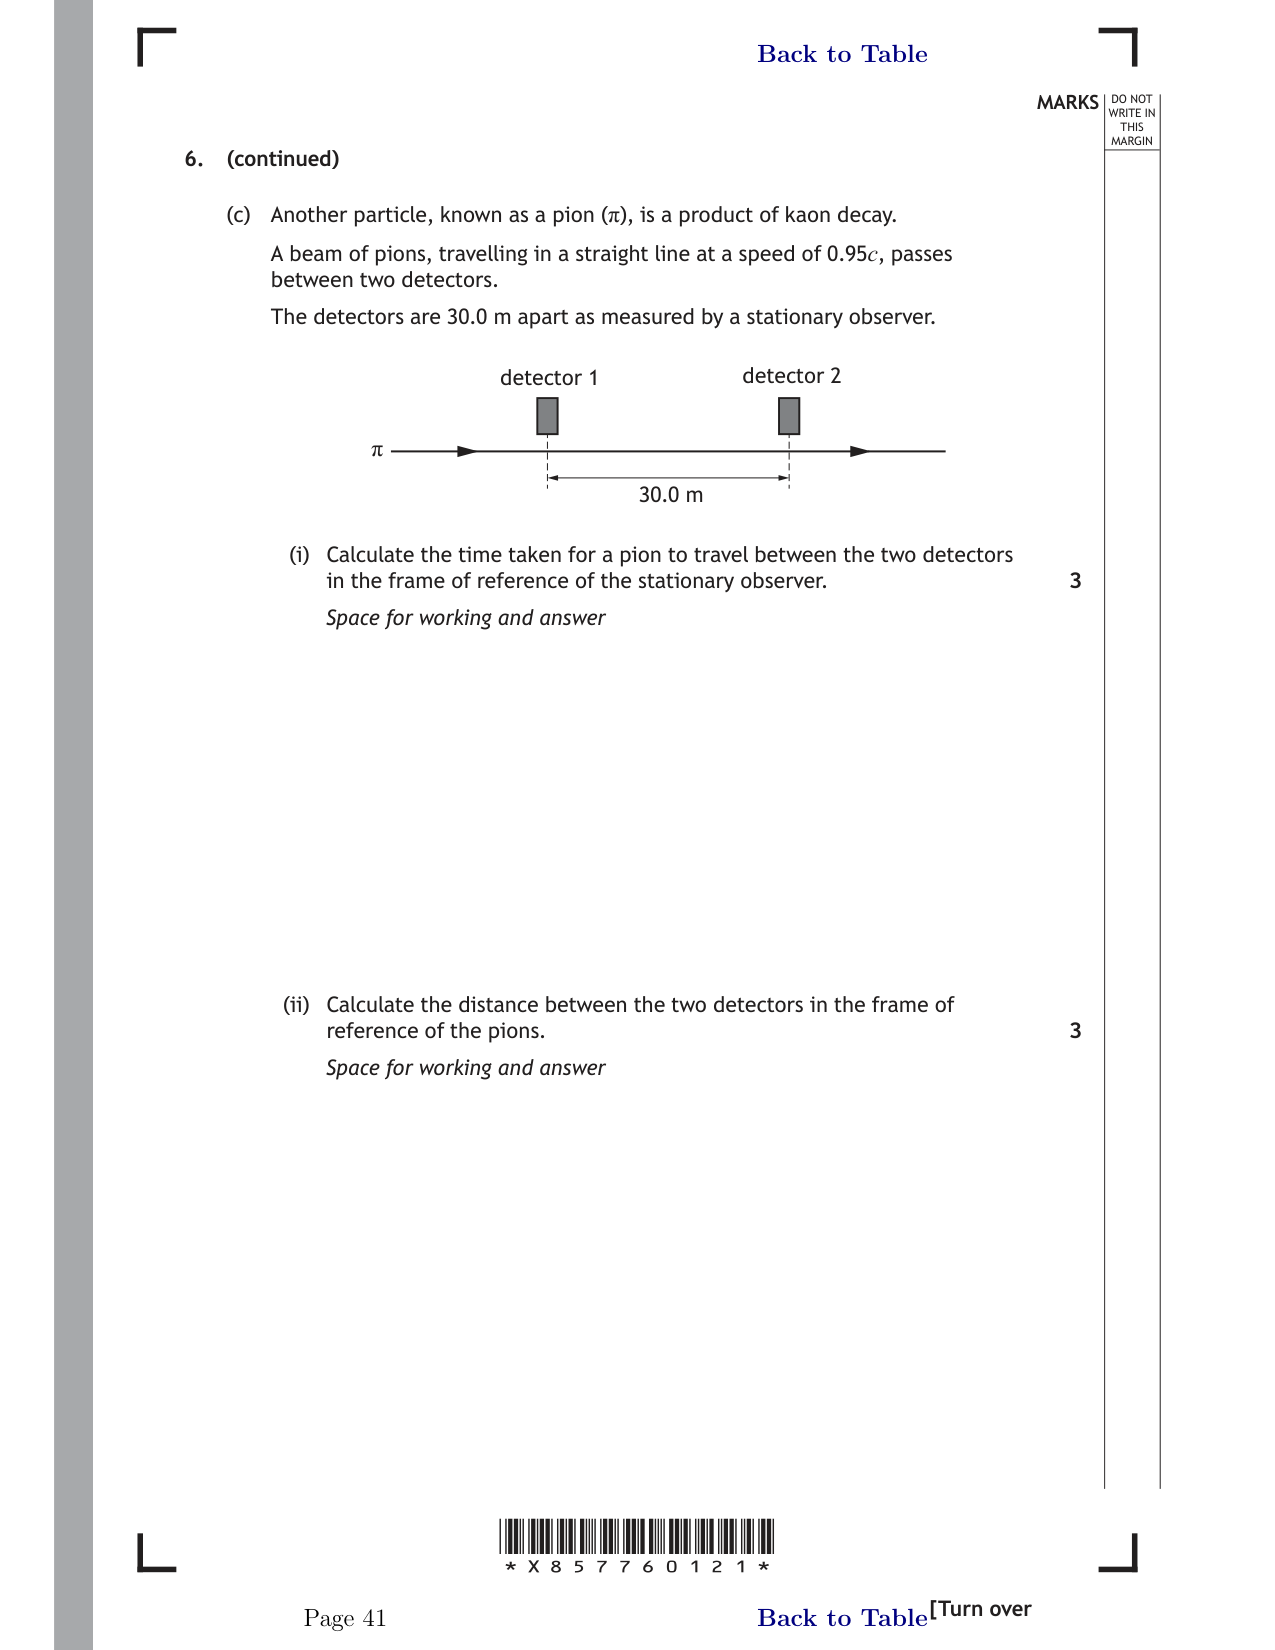 Back to Table
MARKS
DO NOT
WRITE IN
THIS
MARGIN
6. (continued)
(c) Another particle, known as a pion (π), is a product of kaon decay.
A beam of pions, travelling in a straight line at a speed of 0.95c, passes
between two detectors.
The detectors are 30.0 m apart as measured by a stationary observer.
detector 1
detector 2
π
30.0 m
(i) Calculate the time taken for a pion to travel between the two detectors
in the frame of reference of the stationary observer. 3
Space for working and answer
(ii) Calculate the distance between the two detectors in the frame of
reference of the pions. 3
Space for working and answer
*X857760121*
[Turn over
Page 41
Back to Table